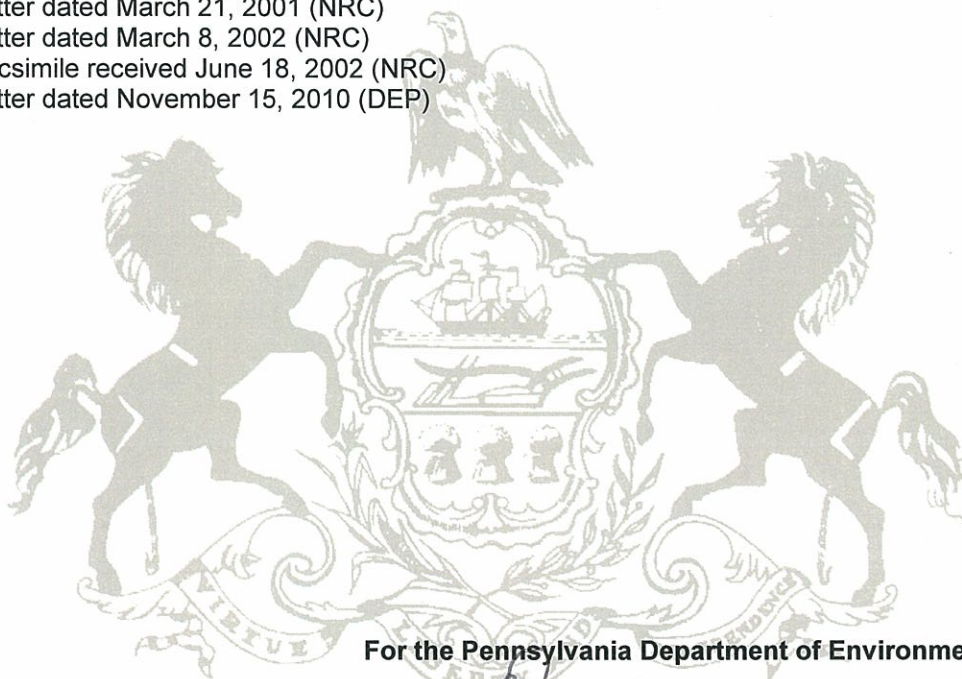 tter dated March 21, 2001 (NRC)
tter dated March 8, 2002 (NRC)
csimile received June 18, 2002 (NRC)
tter dated November 15, 2010 (DEP)
VIRTUE
For the Pennsylvania Department of Environme